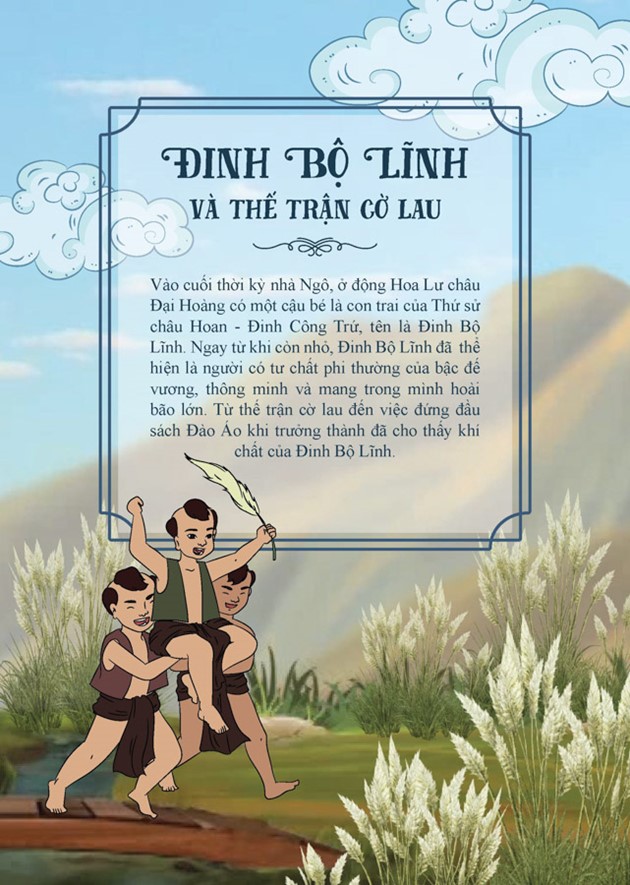 ĐINH BỘ LĨNH
VÀ THẾ TRẬN CỜ LAU
Vào cuối thời kỳ nhà Ngô, ở động Hoa Lư châu
Đại Hoàng có một cậu bé là con trai của Thứ sử
châu Hoan - Đinh Công Trứ, tên là Đinh Bộ
Lĩnh. Ngay từ khi còn nhỏ, Đinh Bộ Lĩnh đã thể
hiện là người có tư chất phi thường của bậc đế
vương, thông minh và mang trong mình hoài
bão lớn. Từ thế trận cờ lau đến việc đứng đầu
sách Đào Áo khi trưởng thành đã cho thấy khí
chất của Đinh Bộ Lĩnh.